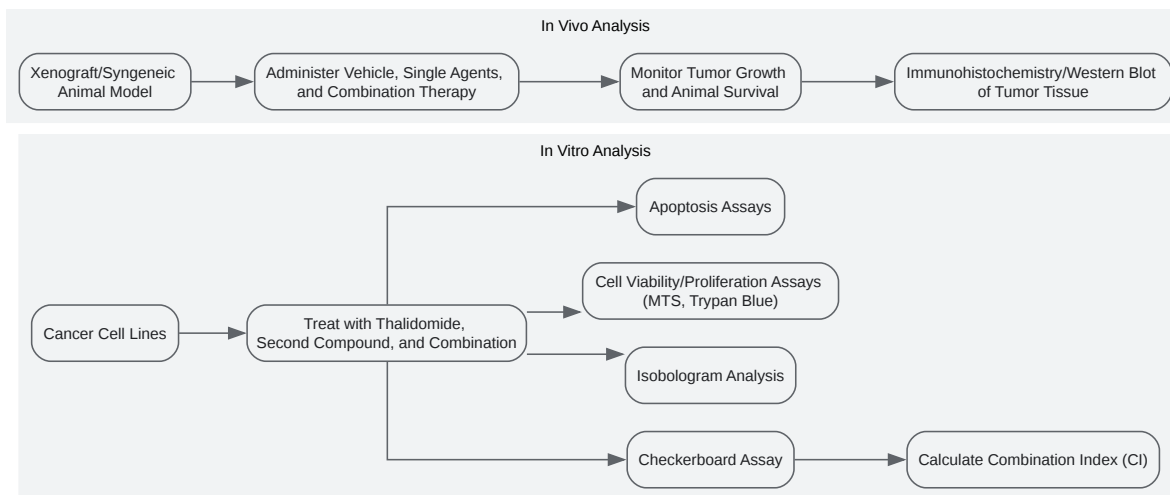 In Vivo Analysis
Xenograft/Syngeneic
Animal Model
Administer Vehicle, Single Agents,
and Combination Therapy
Monitor Tumor Growth
and Animal Survival
Immunohistochemistry/Western Blot
of Tumor Tissue
In Vitro Analysis
Cancer Cell Lines
Treat with Thalidomide,
Second Compound, and Combination
Apoptosis Assays
Cell Viability/Proliferation Assays
(MTS, Trypan Blue)
Isobologram Analysis
Checkerboard Assay
Calculate Combination Index (CI)